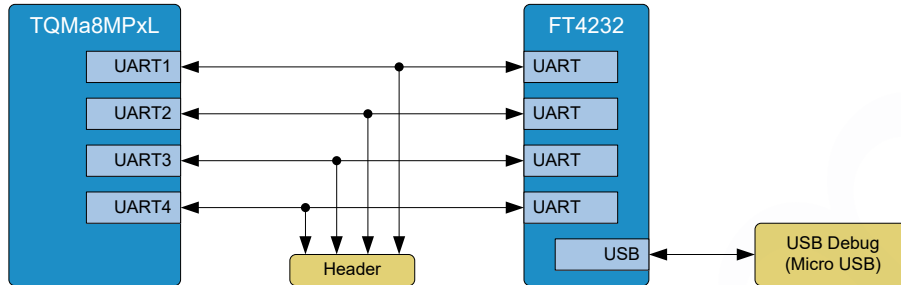 TQMa8MPxL
FT4232
UART1
UART
UART2
UART
UART3
UART
UART4
UART
USB
USB Debug
(Micro USB)
Header